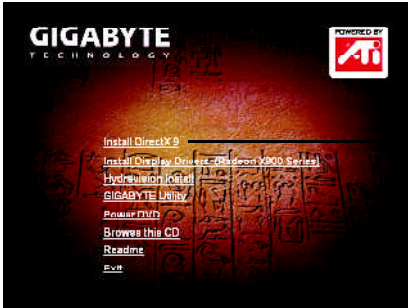 GIGABYTE
TECHNOLOGY
POWERED BY
ATI
Install DirectX 9
Install Display Drivers (Radeon X800 Series)
Hydravision Install
GIGABYTE Utility
Power DVD
Browse this CD
Readme
Exit